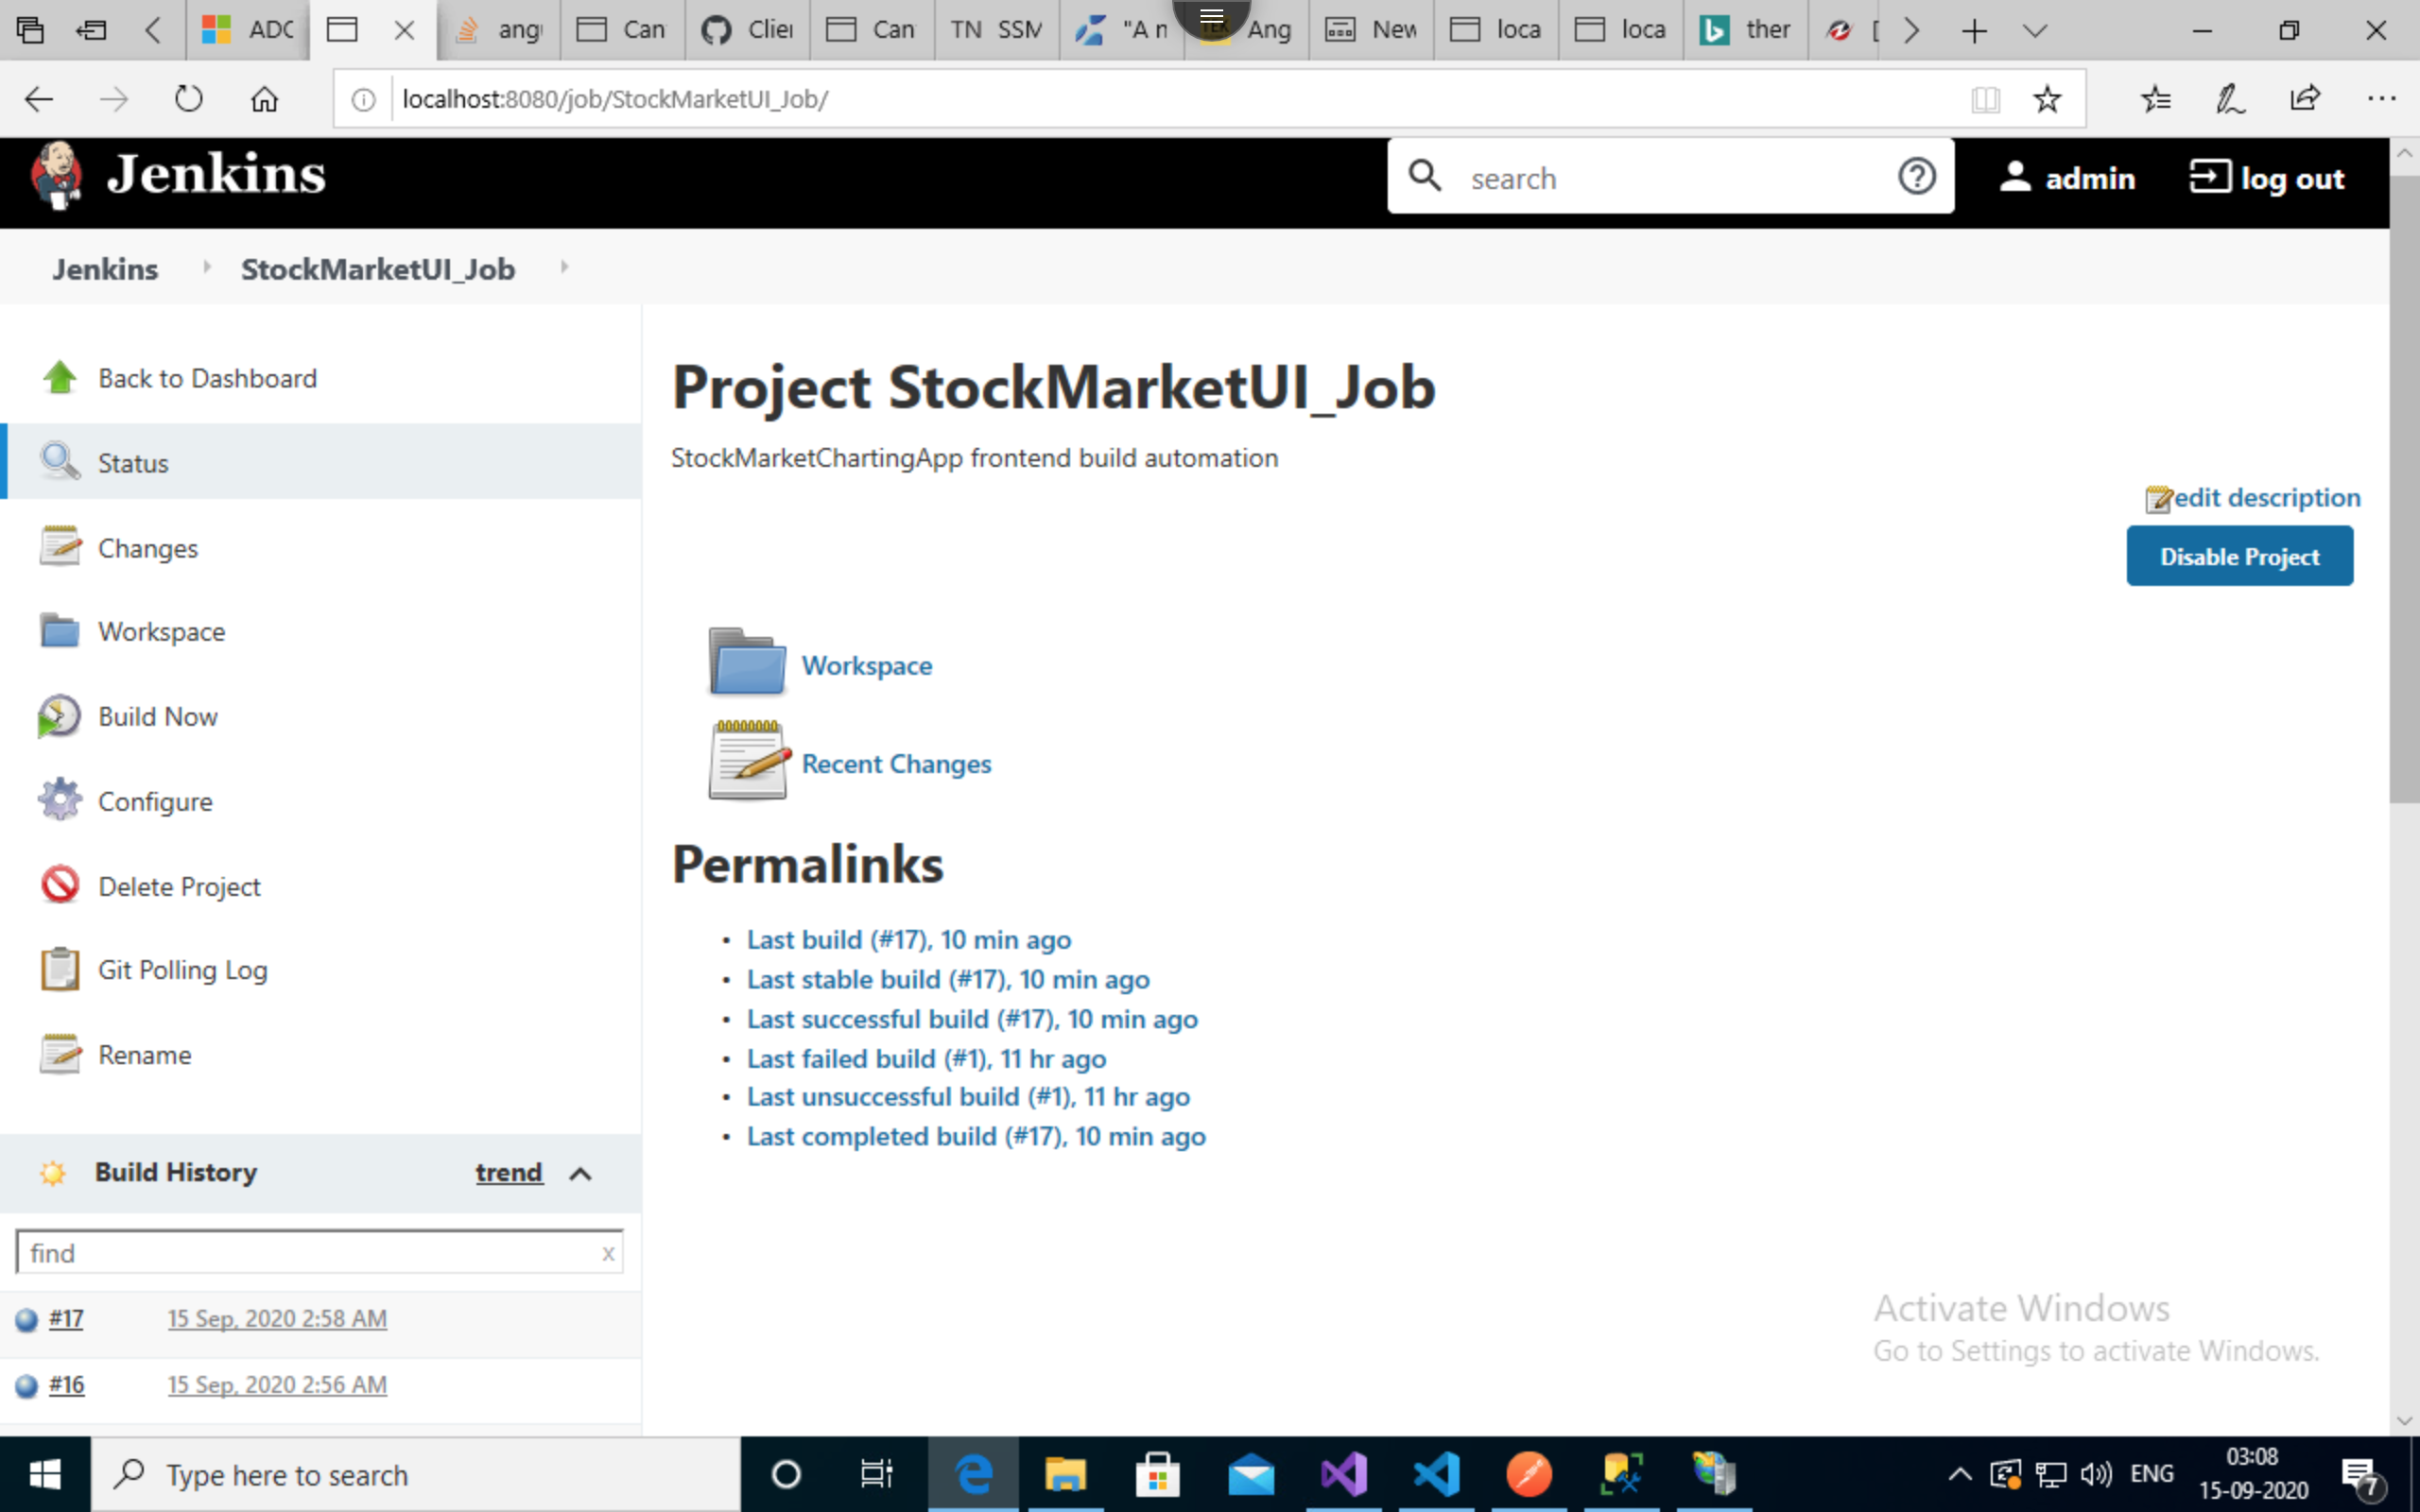 ADC
ang
Can
Clie
Can
TN SSM
"A n
TEK Ang
New
loca
loca
ther
localhost:8080/job/StockMarketUI_Job/
Jenkins
search
admin
log out
Jenkins StockMarketUI_Job
Back to Dashboard
Status
Changes
Workspace
Build Now
Configure
Delete Project
Git Polling Log
Rename
Build History trend
find x
#17 15 Sep, 2020 2:58 AM
#16 15 Sep, 2020 2:56 AM
Project StockMarketUI_Job
StockMarketChartingApp frontend build automation
edit description
Disable Project
Workspace
Recent Changes
Permalinks
• Last build (#17), 10 min ago
• Last stable build (#17), 10 min ago
• Last successful build (#17), 10 min ago
• Last failed build (#1), 11 hr ago
• Last unsuccessful build (#1), 11 hr ago
• Last completed build (#17), 10 min ago
Activate Windows
Go to Settings to activate Windows.
Type here to search
ENG
03:08
15-09-2020
7